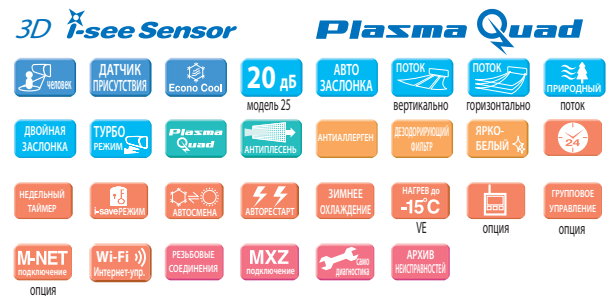 3D i-see Sensor
Plasma Quad
человек
ДАТЧИК
ПРИСУТСТВИЯ
Econo Cool
20 дБ
модель 25
АВТО
ЗАСЛОНКА
ПОТОК
вертикально
ПОТОК
горизонтально
ПРИРОДНЫЙ
поток
ДВОЙНАЯ
ЗАСЛОНКА
ТУРБО
РЕЖИМ
Plasma
Quad
АНТИПЛЕСЕНЬ
АНТИАЛЛЕРГЕН
ДЕЗОДОРИРУЮЩИЙ
ФИЛЬТР
ЯРКО-
БЕЛЫЙ
24
НЕДЕЛЬНЫЙ
ТАЙМЕР
i-saveРЕЖИМ
АВТОСМЕНА
АВТОРЕСТАРТ
ЗИМНЕЕ
ОХЛАЖДЕНИЕ
НАГРЕВ до
-15°C
VE
опция
ГРУППОВОЕ
УПРАВЛЕНИЕ
опция
M-NET
подключение
опция
Wi-Fi
Интернет-упр.
РЕЗЬБОВЫЕ
СОЕДИНЕНИЯ
MXZ
подключение
Само
диагностика
АРХИВ
НЕИСПРАВНОСТЕЙ